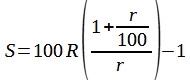 S=100 R ( (1 + r/100) / r ) − 1